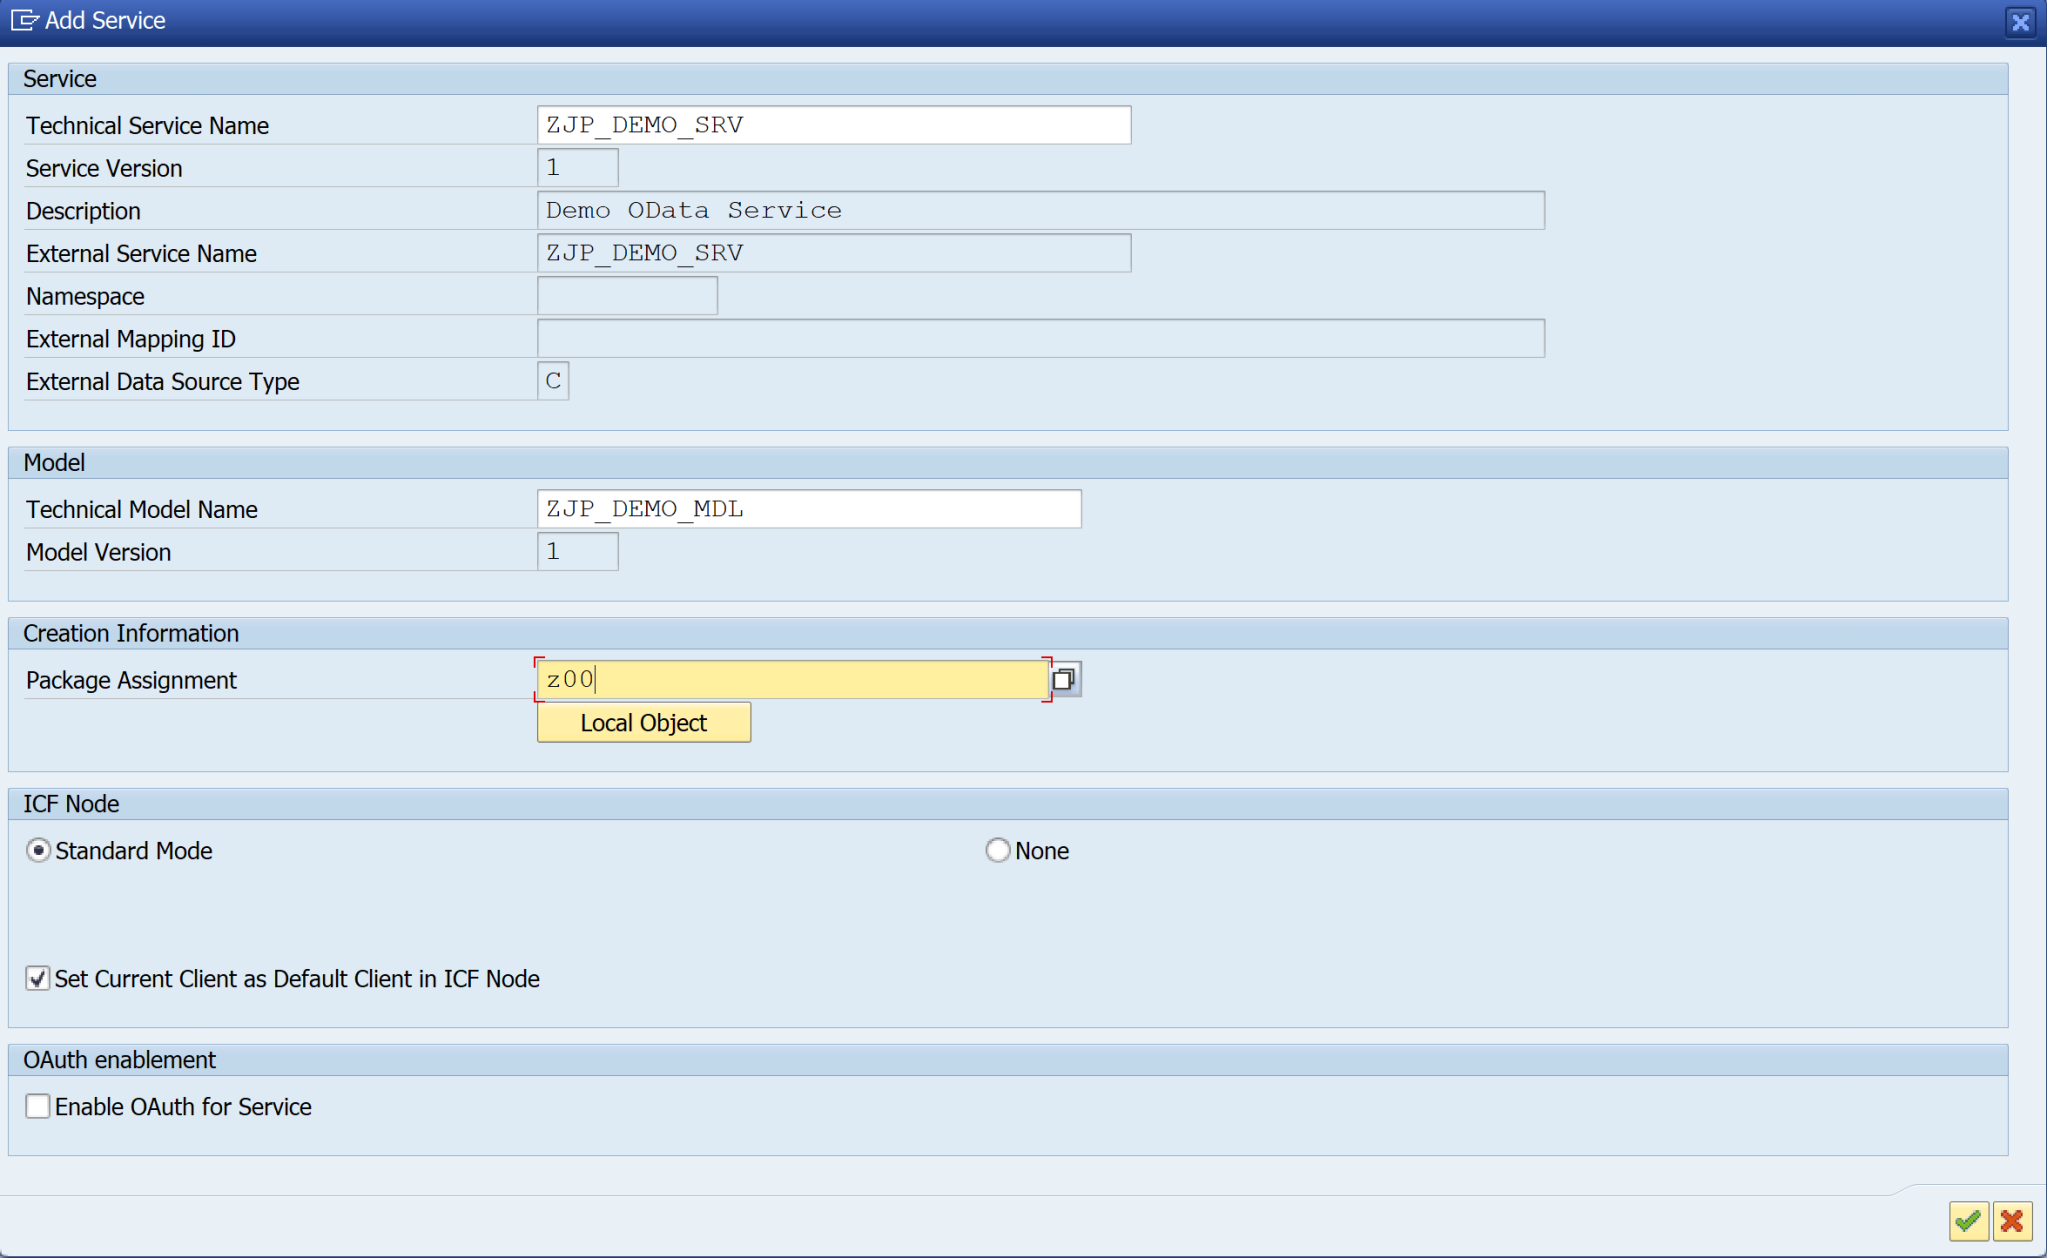 Add Service
Service
Technical Service Name ZJP_DEMO_SRV
Service Version 1
Description Demo OData Service
External Service Name ZJP_DEMO_SRV
Namespace
External Mapping ID
External Data Source Type C
Model
Technical Model Name ZJP_DEMO_MDL
Model Version 1
Creation Information
Package Assignment z00
Local Object
ICF Node
Standard Mode None
Set Current Client as Default Client in ICF Node
OAuth enablement
Enable OAuth for Service